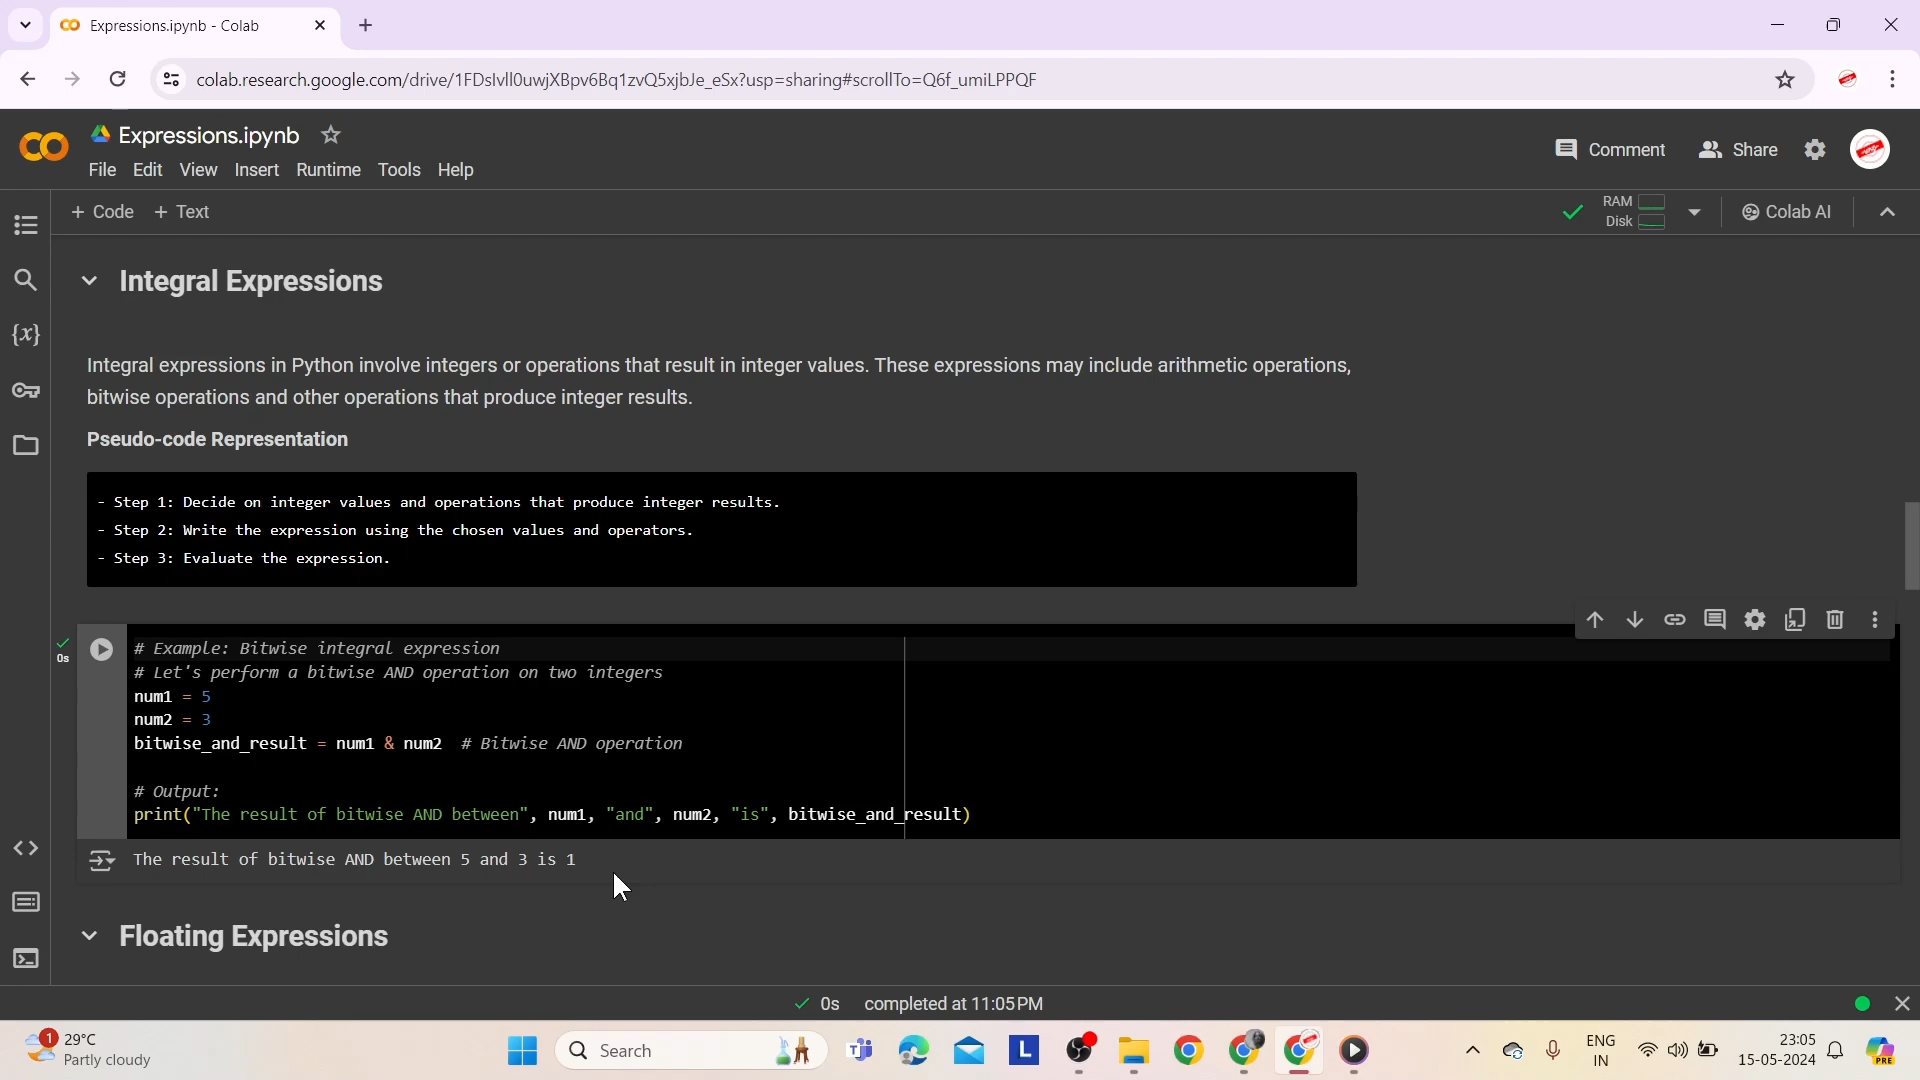 Expressions.ipynb - Colab
colab.research.google.com/drive/1FDsIvll0uwjXBpv6Bq1zvQ5xjbJe_eSx?usp=sharing#scrollTo=Q6f_umiLPPQF
CO Expressions.ipynb
File Edit View Insert Runtime Tools Help
Comment Share
+ Code + Text
RAM
Disk
Colab AI
{x}
Integral Expressions
Integral expressions in Python involve integers or operations that result in integer values. These expressions may include arithmetic operations,
bitwise operations and other operations that produce integer results.
Pseudo-code Representation
- Step 1: Decide on integer values and operations that produce integer results.
- Step 2: Write the expression using the chosen values and operators.
- Step 3: Evaluate the expression.
0s
# Example: Bitwise integral expression
# Let's perform a bitwise AND operation on two integers
num1 = 5
num2 = 3
bitwise_and_result = num1 & num2 # Bitwise AND operation
# Output:
print("The result of bitwise AND between", num1, "and", num2, "is", bitwise_and_result)
The result of bitwise AND between 5 and 3 is 1
Floating Expressions
0s completed at 11:05 PM
1
29°C
Partly cloudy
Search
L
ENG
IN
23:05
15-05-2024
PRE